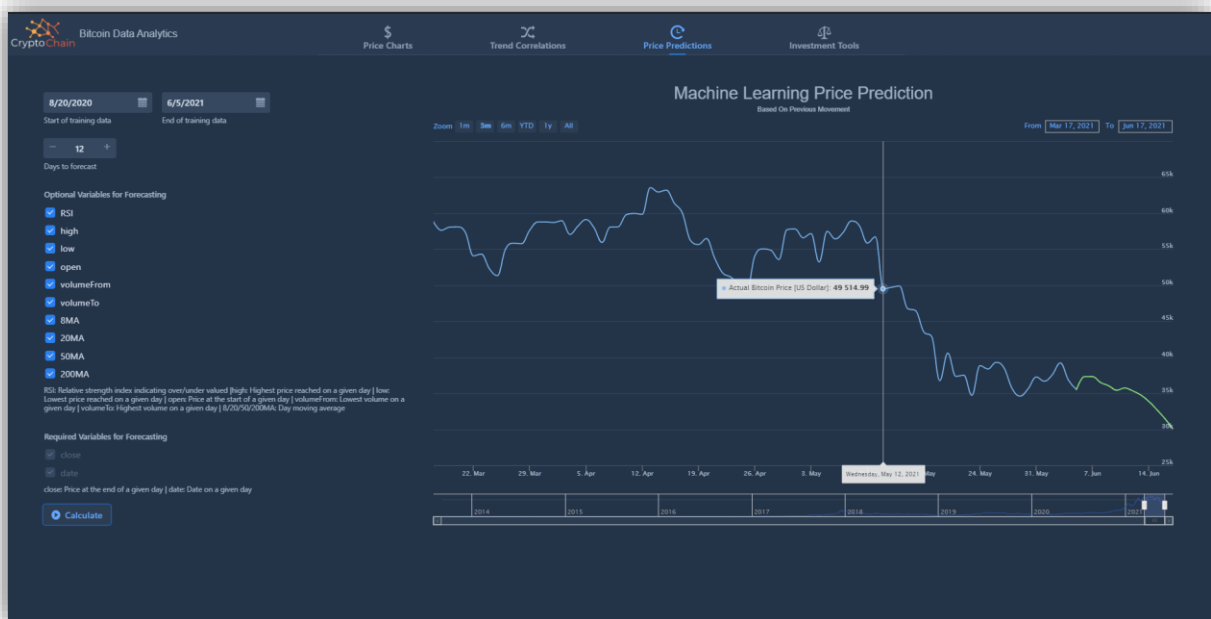 CryptoChain
Bitcoin Data Analytics
Price Charts
Trend Correlations
Price Predictions
Investment Tools
8/20/2020
6/5/2021
Start of training data
End of training data
− 12 +
Days to forecast
Optional Variables for Forecasting
RSI
high
low
open
volumeFrom
volumeTo
8MA
20MA
50MA
200MA
RSI: Relative strength index indicating over/under valued |high: Highest price reached on a given day | low:
Lowest price reached on a given day | open: Price at the start of a given day | volumeFrom: Lowest volume on a
given day | volumeTo: Highest volume on a given day | 8/20/50/200MA: Day moving average
Required Variables for Forecasting
close
date
close: Price at the end of a given day | date: Date on a given day
Calculate
Machine Learning Price Prediction
Based On Previous Movement
Zoom 1m 3m 6m YTD 1y All
From Mar 17, 2021 To Jun 17, 2021
65k
60k
55k
50k
45k
40k
35k
30k
25k
Actual Bitcoin Price [US Dollar]: 49 514.99
22. Mar 29. Mar 5. Apr 12. Apr 19. Apr 26. Apr 3. May Wednesday, May 12, 2021 May 24. May 31. May 7. Jun 14. Jun
2014 2015 2016 2017 2018 2019 2020 2021